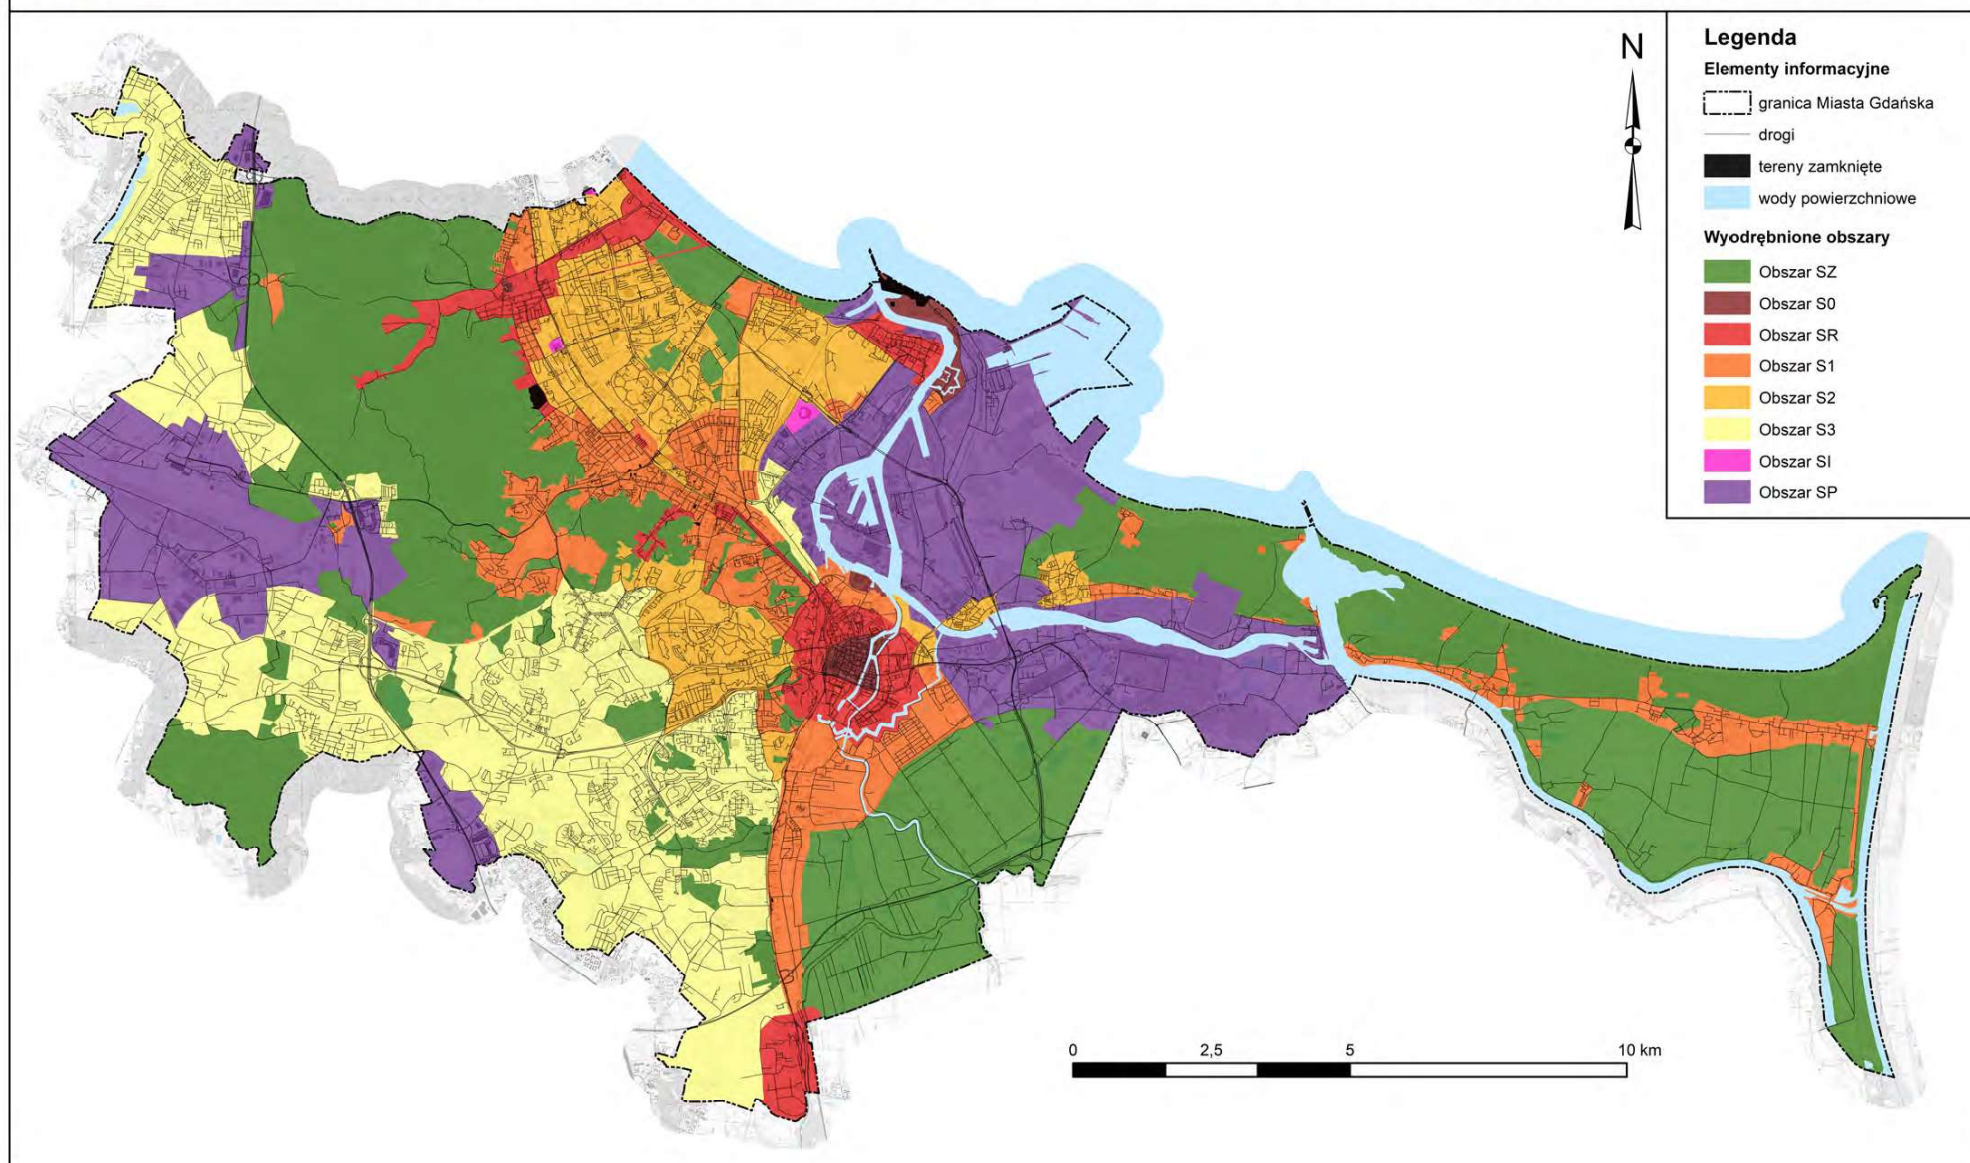 N
Legenda
Elementy informacyjne
granica Miasta Gdańska
drogi
tereny zamknięte
wody powierzchniowe
Wyodrębnione obszary
Obszar SZ
Obszar S0
Obszar SR
Obszar S1
Obszar S2
Obszar S3
Obszar SI
Obszar SP
0 2,5 5 10 km